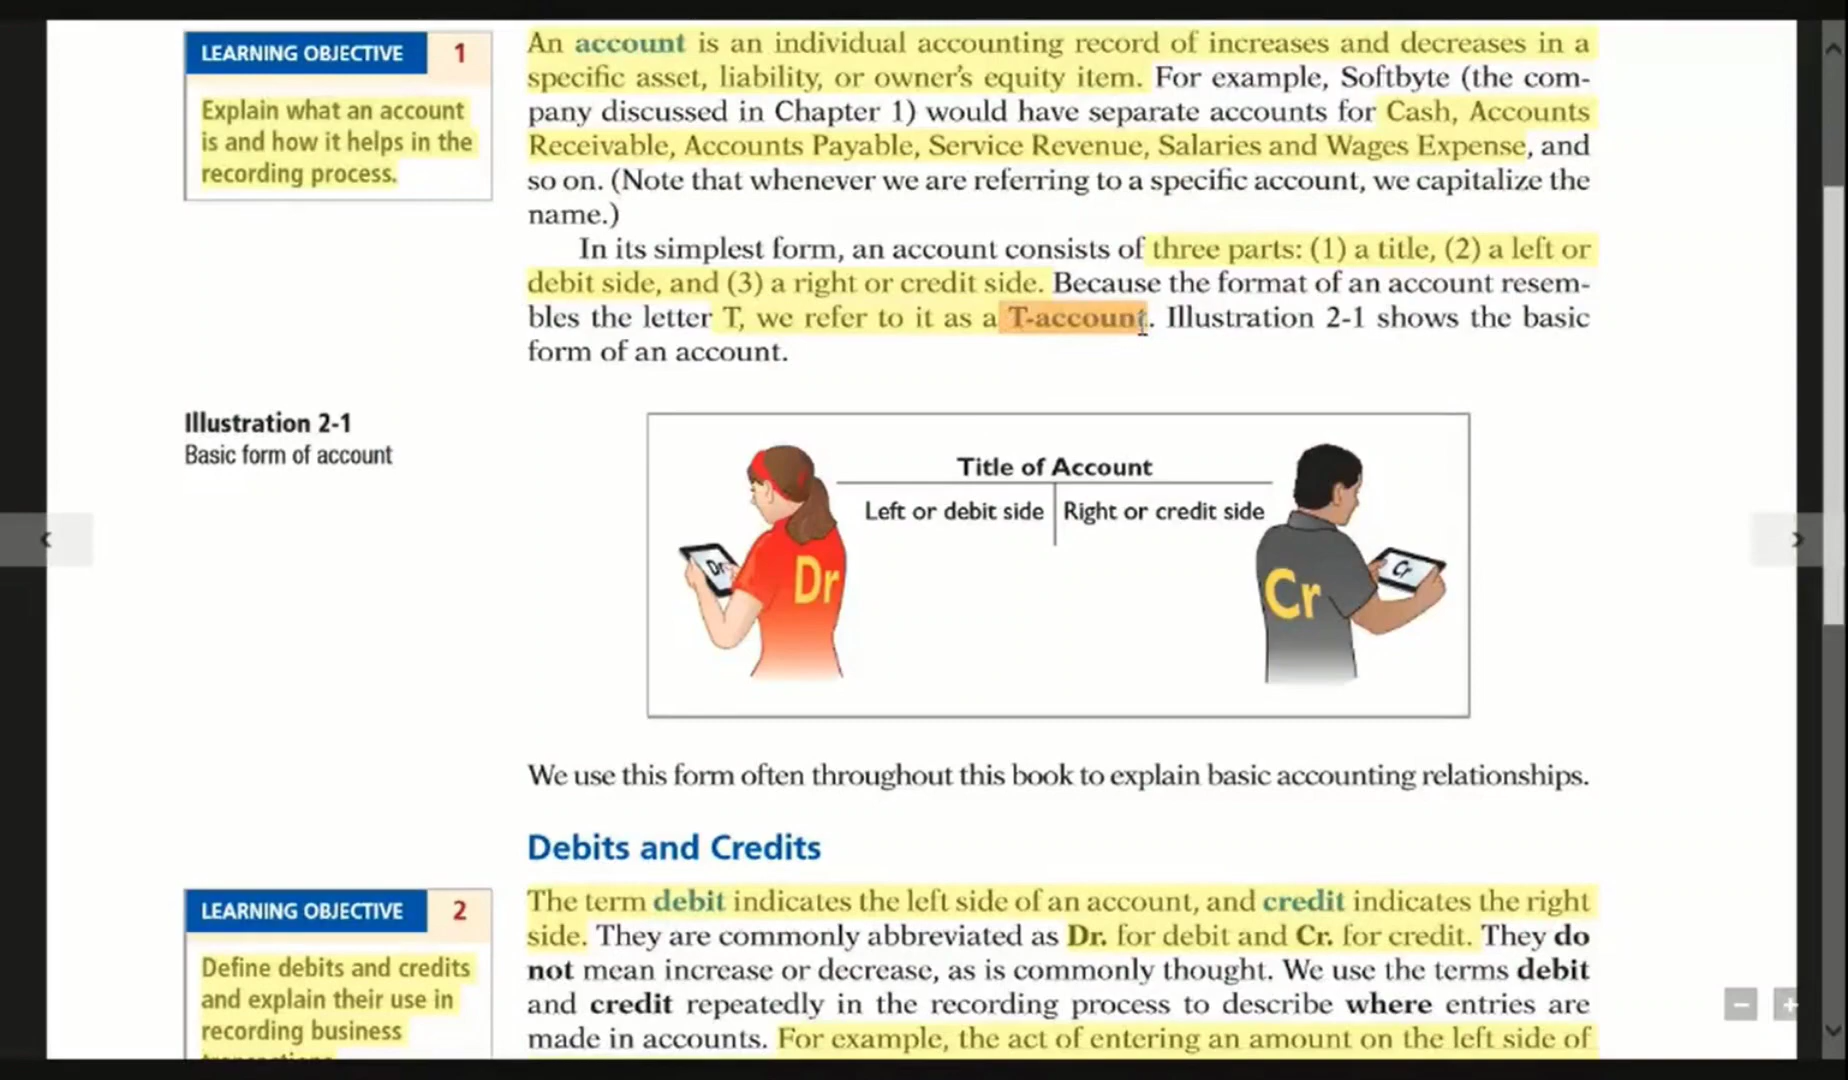 LEARNING OBJECTIVE 1
Explain what an account
is and how it helps in the
recording process.
An account is an individual accounting record of increases and decreases in a
specific asset, liability, or owner's equity item. For example, Softbyte (the com-
pany discussed in Chapter 1) would have separate accounts for Cash, Accounts
Receivable, Accounts Payable, Service Revenue, Salaries and Wages Expense, and
so on. (Note that whenever we are referring to a specific account, we capitalize the
name.)
In its simplest form, an account consists of three parts: (1) a title, (2) a left or
debit side, and (3) a right or credit side. Because the format of an account resem-
bles the letter T, we refer to it as a T-account. Illustration 2-1 shows the basic
form of an account.
Illustration 2-1
Basic form of account
Title of Account
Left or debit side Right or credit side
Dr
Dr
Cr
Cr
We use this form often throughout this book to explain basic accounting relationships.
Debits and Credits
LEARNING OBJECTIVE 2
Define debits and credits
and explain their use in
recording business
transactions.
The term debit indicates the left side of an account, and credit indicates the right
side. They are commonly abbreviated as Dr. for debit and Cr. for credit. They do
not mean increase or decrease, as is commonly thought. We use the terms debit
and credit repeatedly in the recording process to describe where entries are
made in accounts. For example, the act of entering an amount on the left side of